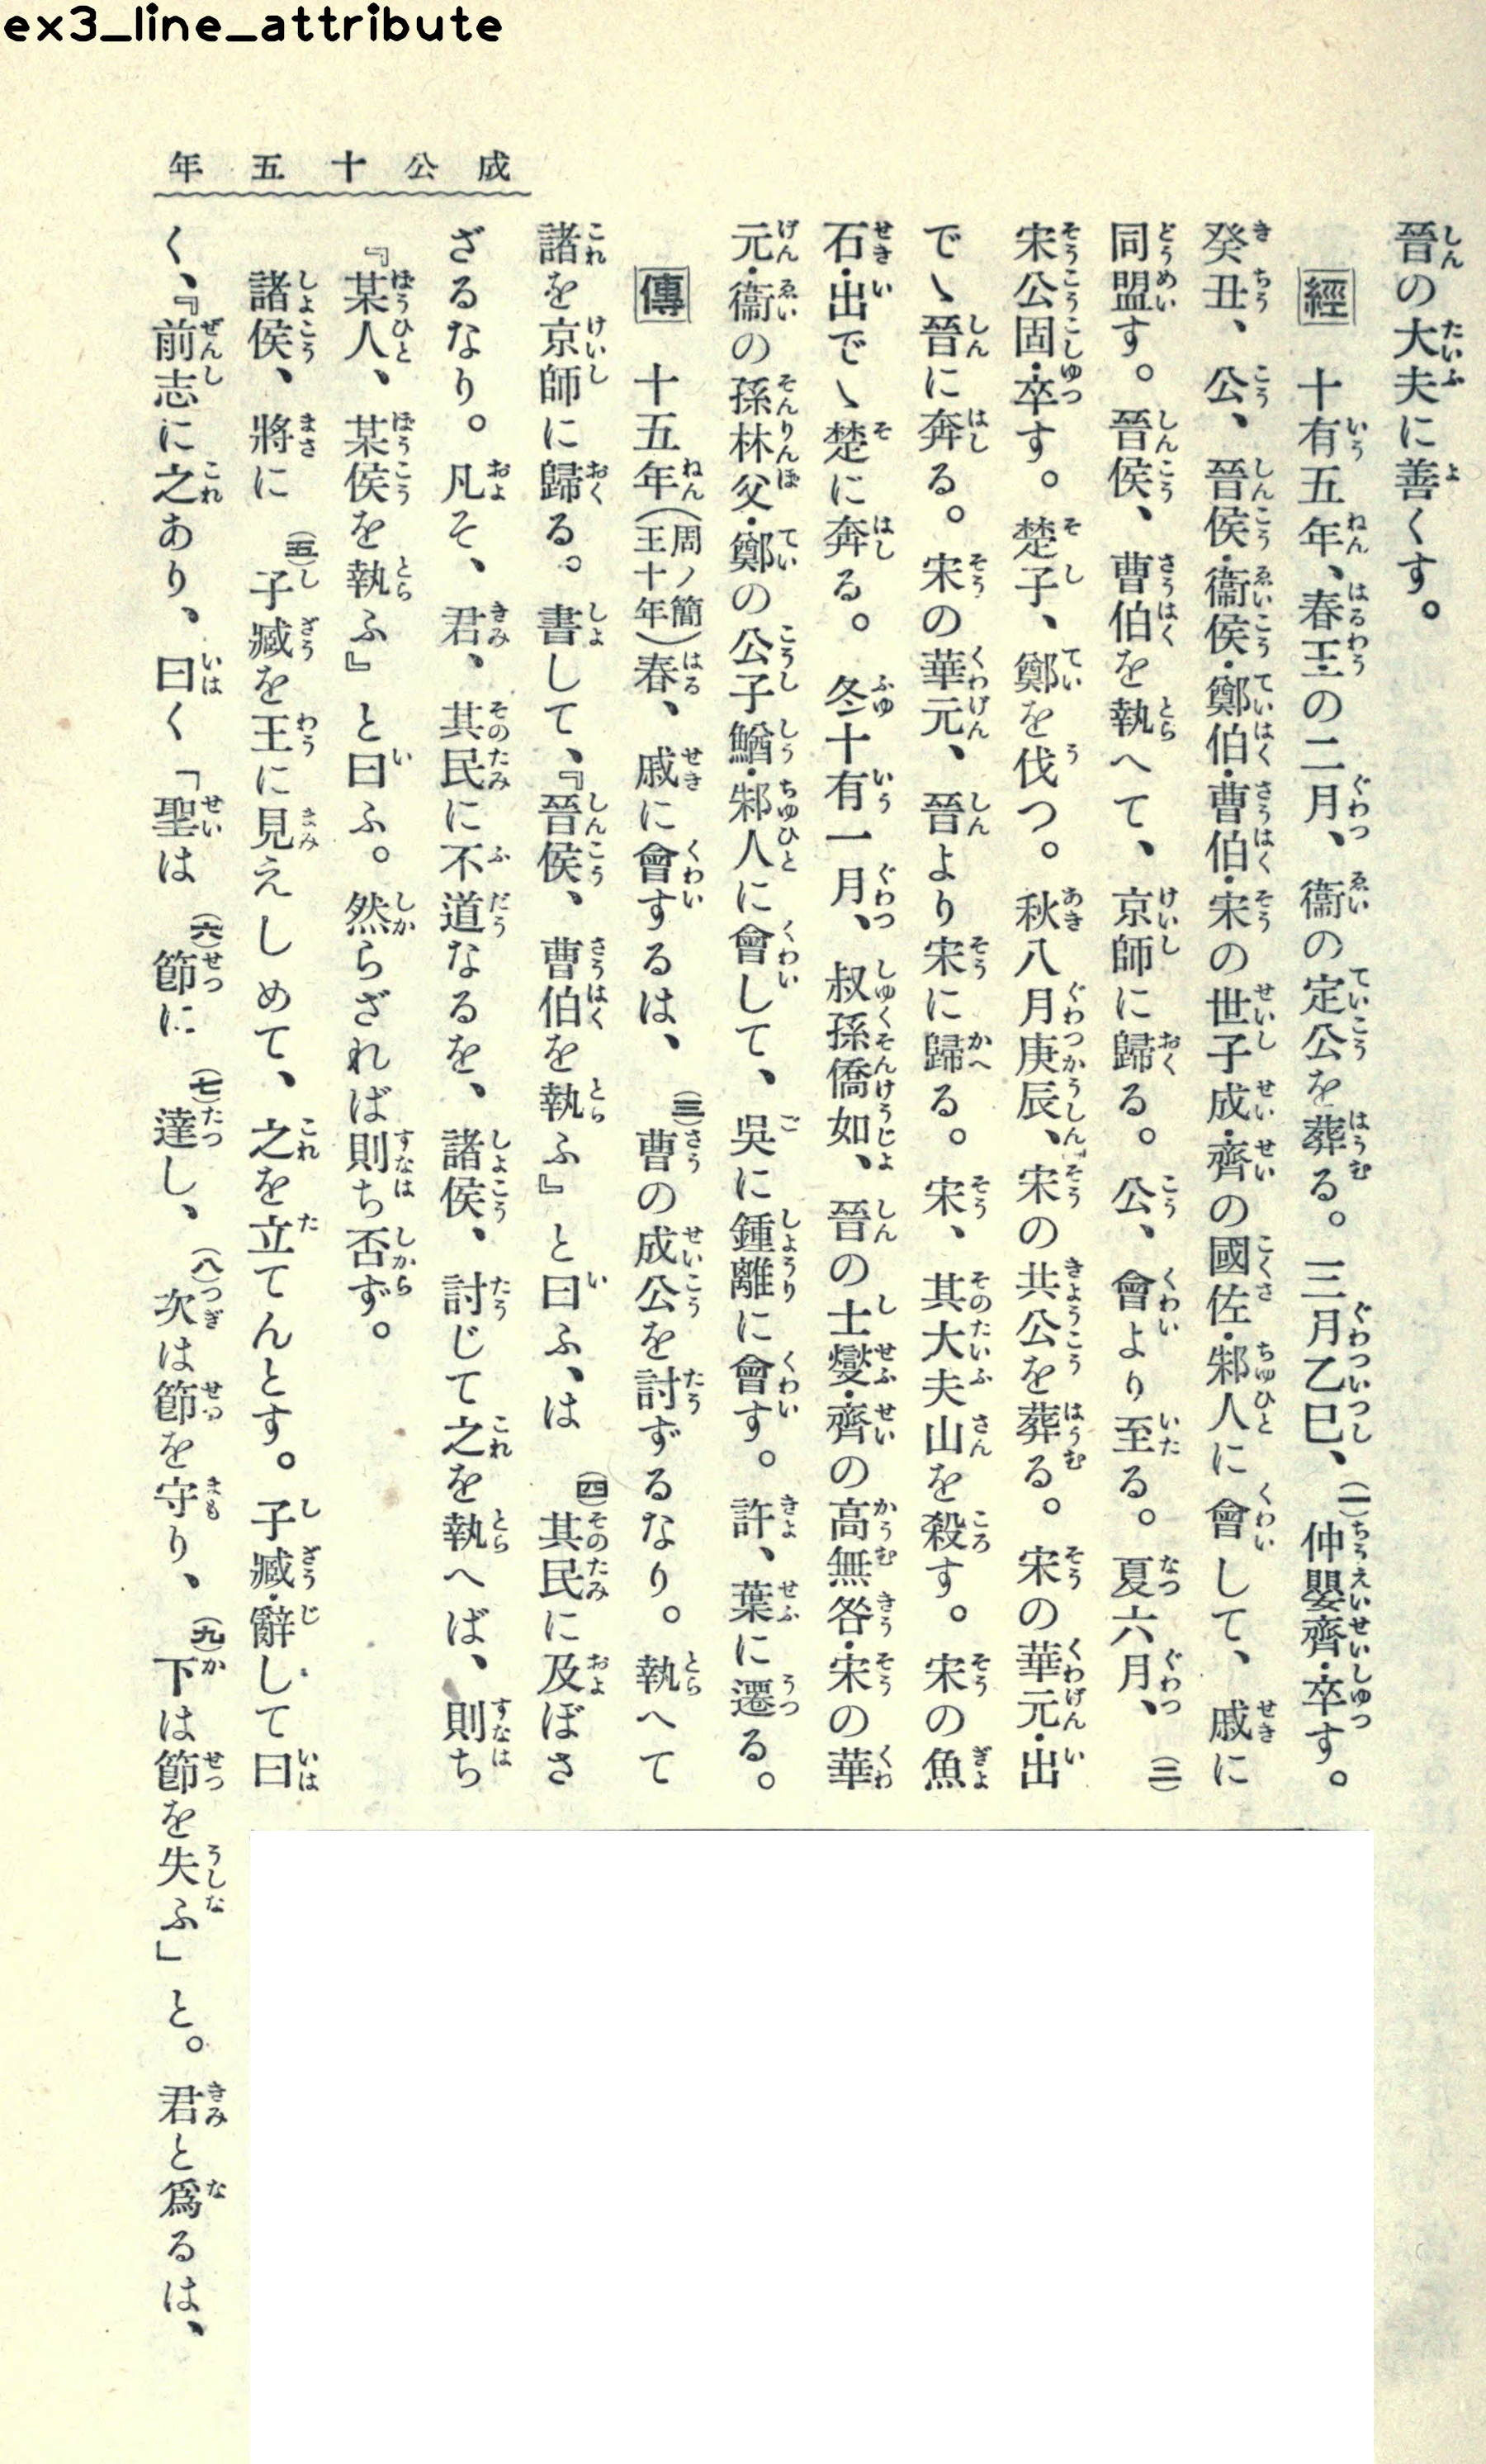 ex3_line_attribute
成公十五年
晉の大夫に善くす。
經　十有五年、春王の二月、衞の定公を葬る。三月乙巳、(一)仲嬰齊・卒す。
癸丑、公、晉侯・衞侯・鄭伯・曹伯・宋の世子成・齊の國佐・邾人に會して、戚に
同盟す。晉侯、曹伯を執へて、京師に歸る。公、會より至る。夏六月、(二)
宋公固・卒す。楚子、鄭を伐つ。秋八月庚辰、宋の共公を葬る。宋の華元・出
でゝ晉に奔る。宋の華元、晉より宋に歸る。宋、其大夫山を殺す。宋の魚
石・出でゝ楚に奔る。冬十有一月、叔孫僑如、晉の士燮・齊の高無咎・宋の華
元・衞の孫林父・鄭の公子鰌・邾人に會して、吳に鍾離に會す。許、葉に遷る。
傳　十五年(周ノ簡王十年)春、戚に會するは、(三)曹の成公を討ずるなり。執へて
諸を京師に歸る。書して、『晉侯、曹伯を執ふ』と曰ふ、は(四)其民に及ぼさ
ざるなり。凡そ、君、其民に不道なるを、諸侯、討じて之を執へば、則ち
『某人、某侯を執ふ』と曰ふ。然らざれば則ち否ず。
諸侯、將に(五)子臧を王に見えしめて、之を立てんとす。子臧・辭して曰
く、『前志に之あり、曰く「聖は(六)節に(七)達し、(八)次は節を守り、(九)下は節を失ふ」と。君と爲るは、